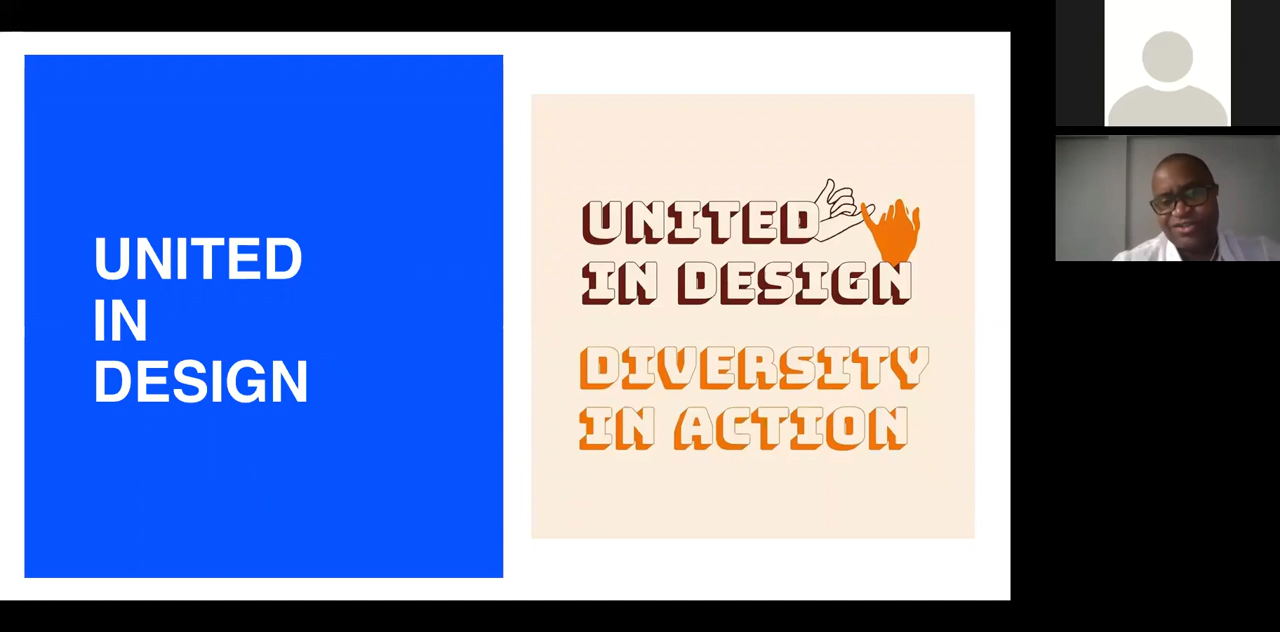 UNITED
IN
DESIGN
UNITED
IN DESIGN
DIVERSITY
IN ACTION